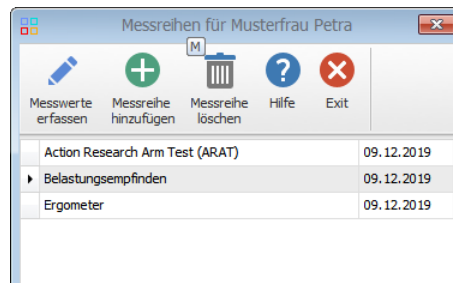 Messreihen für Musterfrau Petra
M
Messwerte erfassen
Messreihe hinzufügen
Messreihe löschen
Hilfe
Exit
Action Research Arm Test (ARAT) 09.12.2019
Belastungsempfinden 09.12.2019
Ergometer 09.12.2019